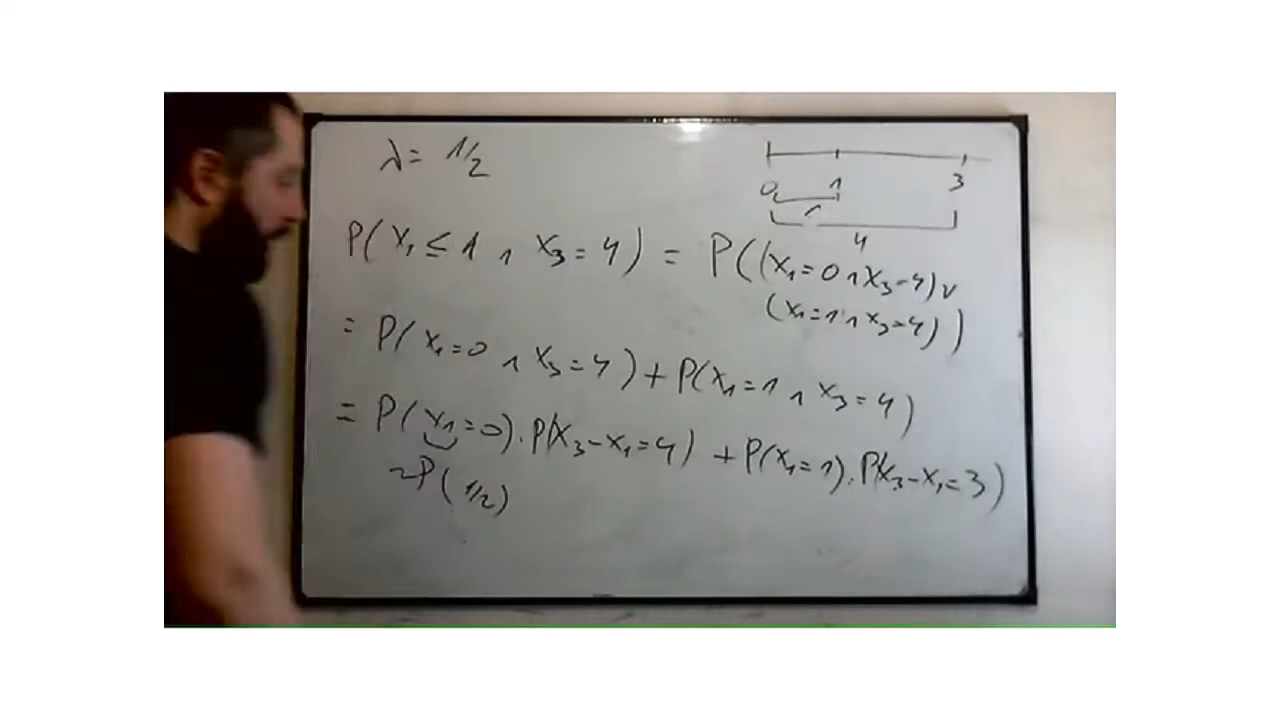 λ = 1/2
0 1 3
4
P( X₁ ≤ 1 ∧ X₃ = 4 ) = P( (X₁ = 0 ∧ X₃ = 4) ∨
(X₁ = 1 ∧ X₃ = 4) )
= P( X₁ = 0 ∧ X₃ = 4 ) + P( X₁ = 1 ∧ X₃ = 4 )
= P( X₁ = 0 ) . P( X₃ − X₁ = 4 ) + P( X₁ = 1 ) . P( X₃ − X₁ = 3 )
~P( 1/2 )